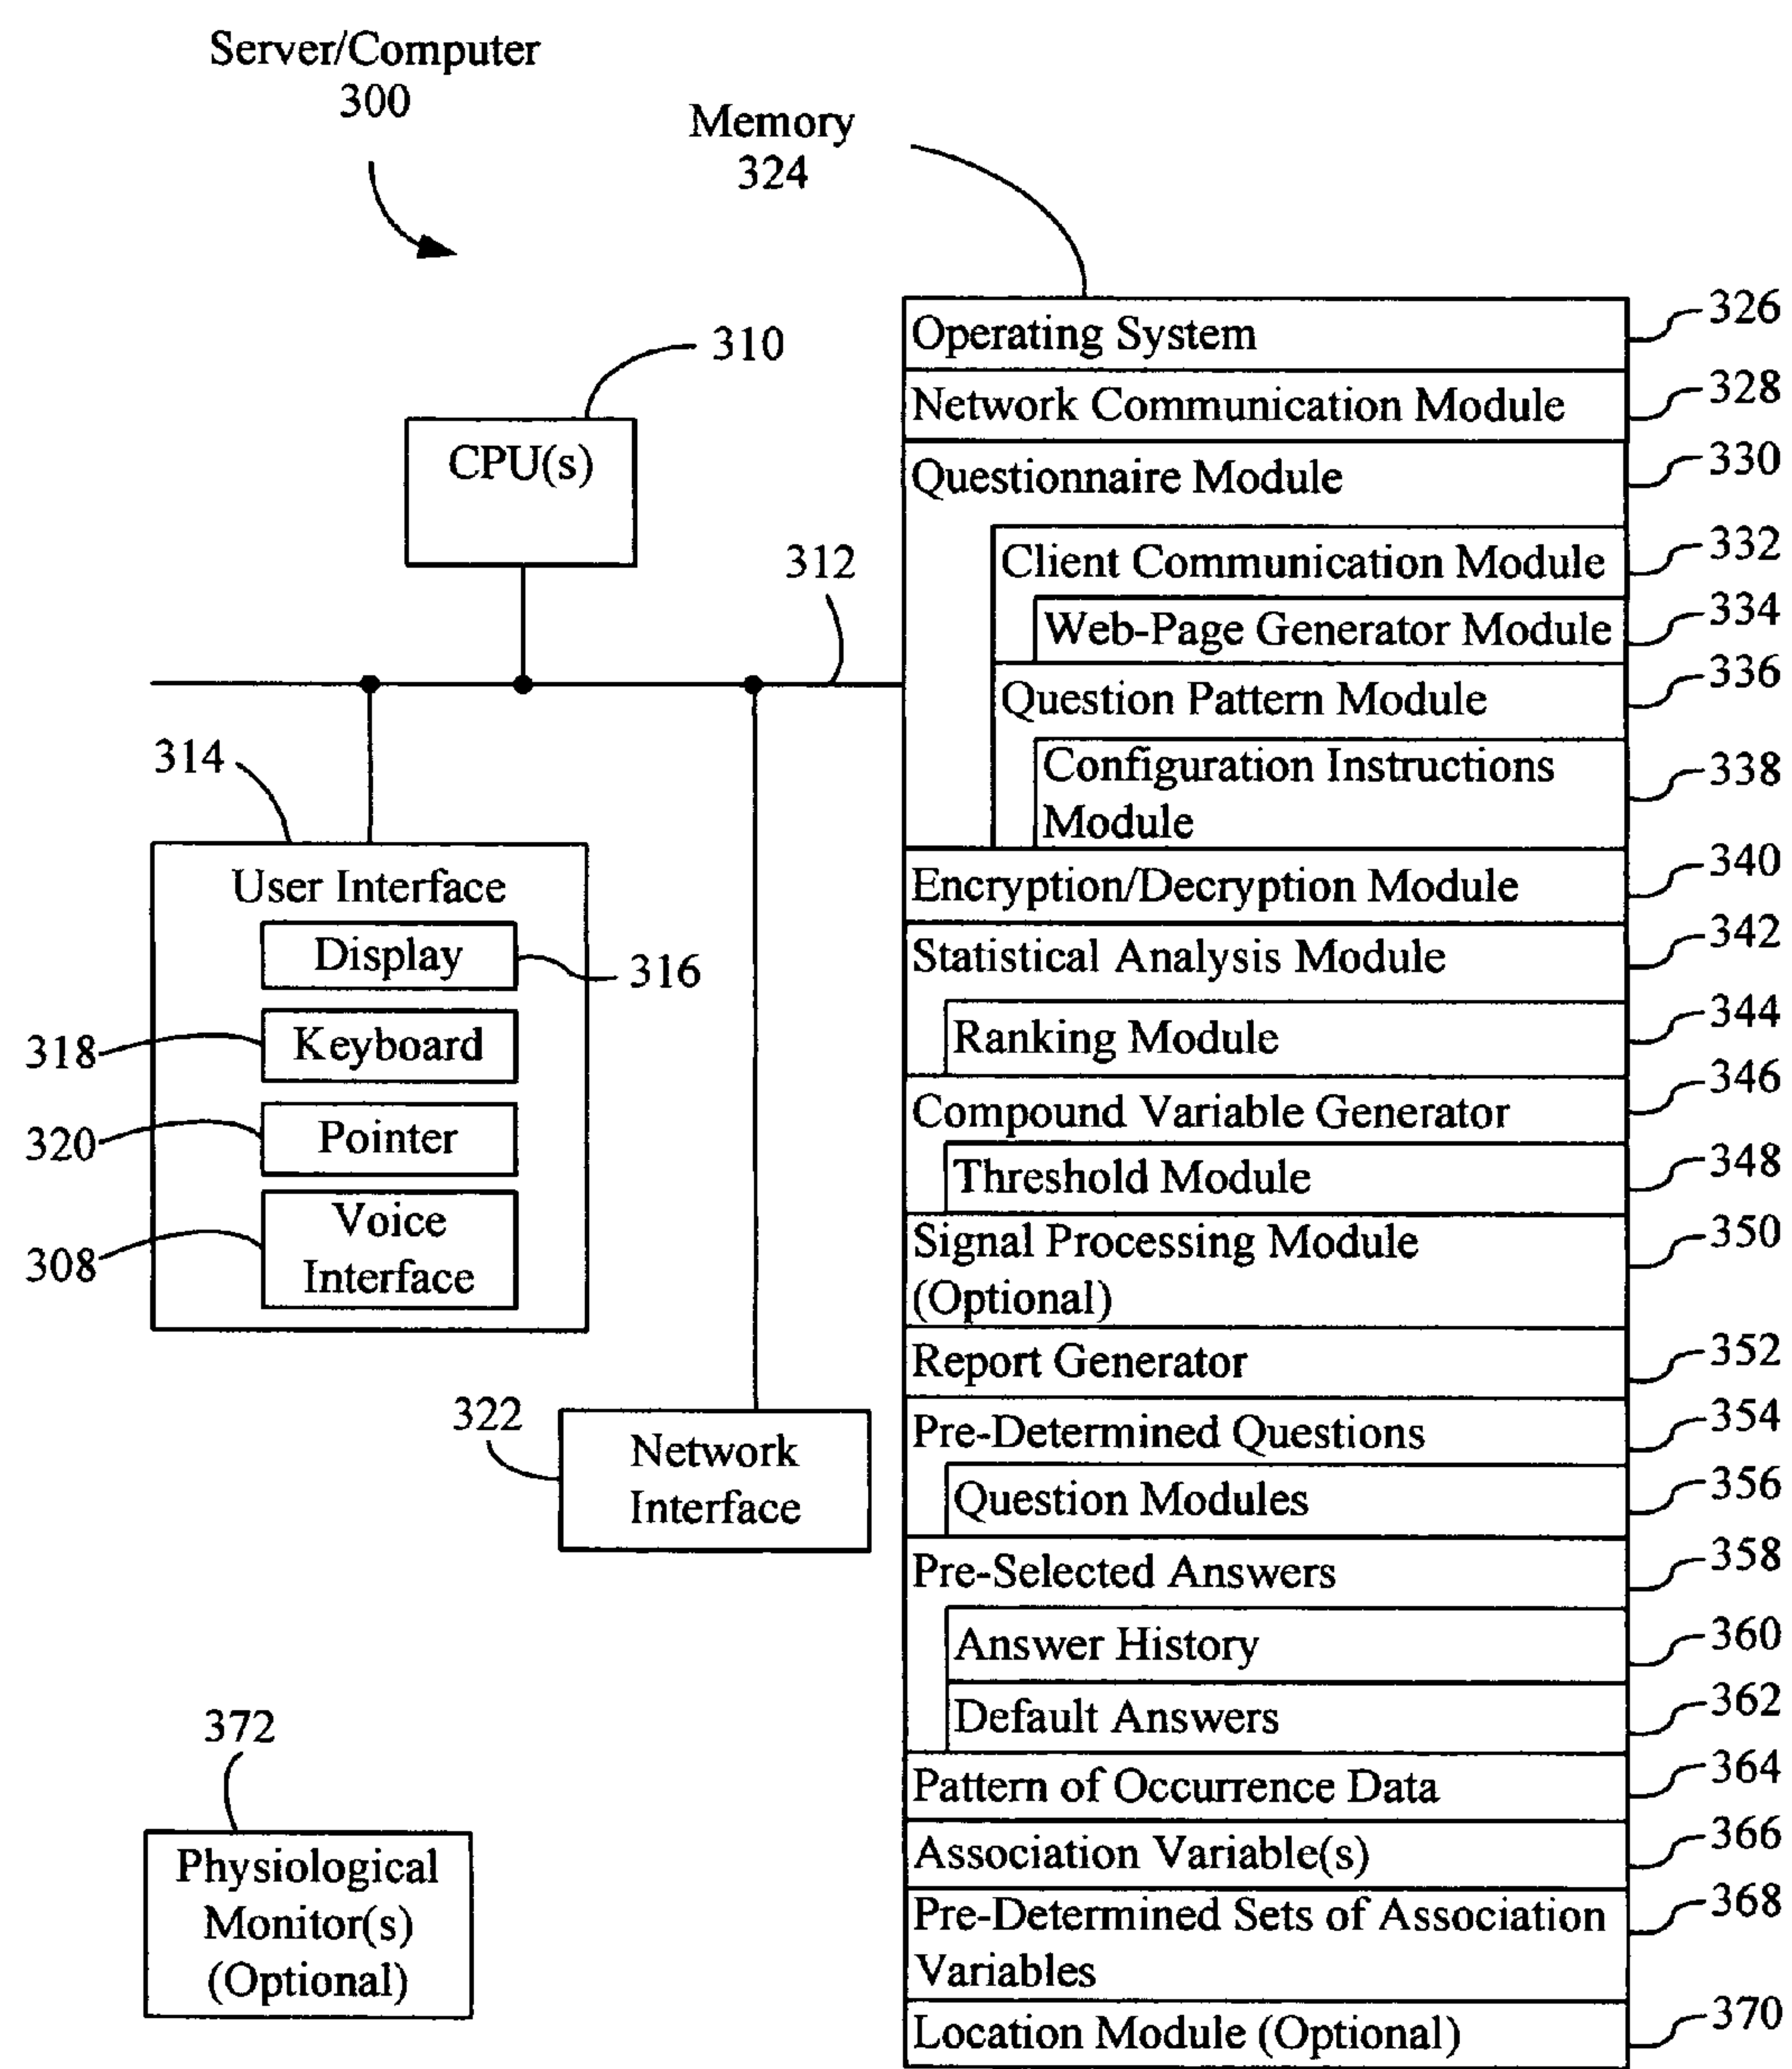 Server/Computer
300
Memory
324
310
CPU(s)
312
314
User Interface
Display
316
318
Keyboard
320
Pointer
308
Voice
Interface
322
Network
Interface
372
Physiological
Monitor(s)
(Optional)
Operating System
326
Network Communication Module
328
Questionnaire Module
330
Client Communication Module
332
Web-Page Generator Module
334
Question Pattern Module
336
Configuration Instructions
Module
338
Encryption/Decryption Module
340
Statistical Analysis Module
342
Ranking Module
344
Compound Variable Generator
346
Threshold Module
348
Signal Processing Module
(Optional)
350
Report Generator
352
Pre-Determined Questions
354
Question Modules
356
Pre-Selected Answers
358
Answer History
360
Default Answers
362
Pattern of Occurrence Data
364
Association Variable(s)
366
Pre-Determined Sets of Association
Variables
368
Location Module (Optional)
370